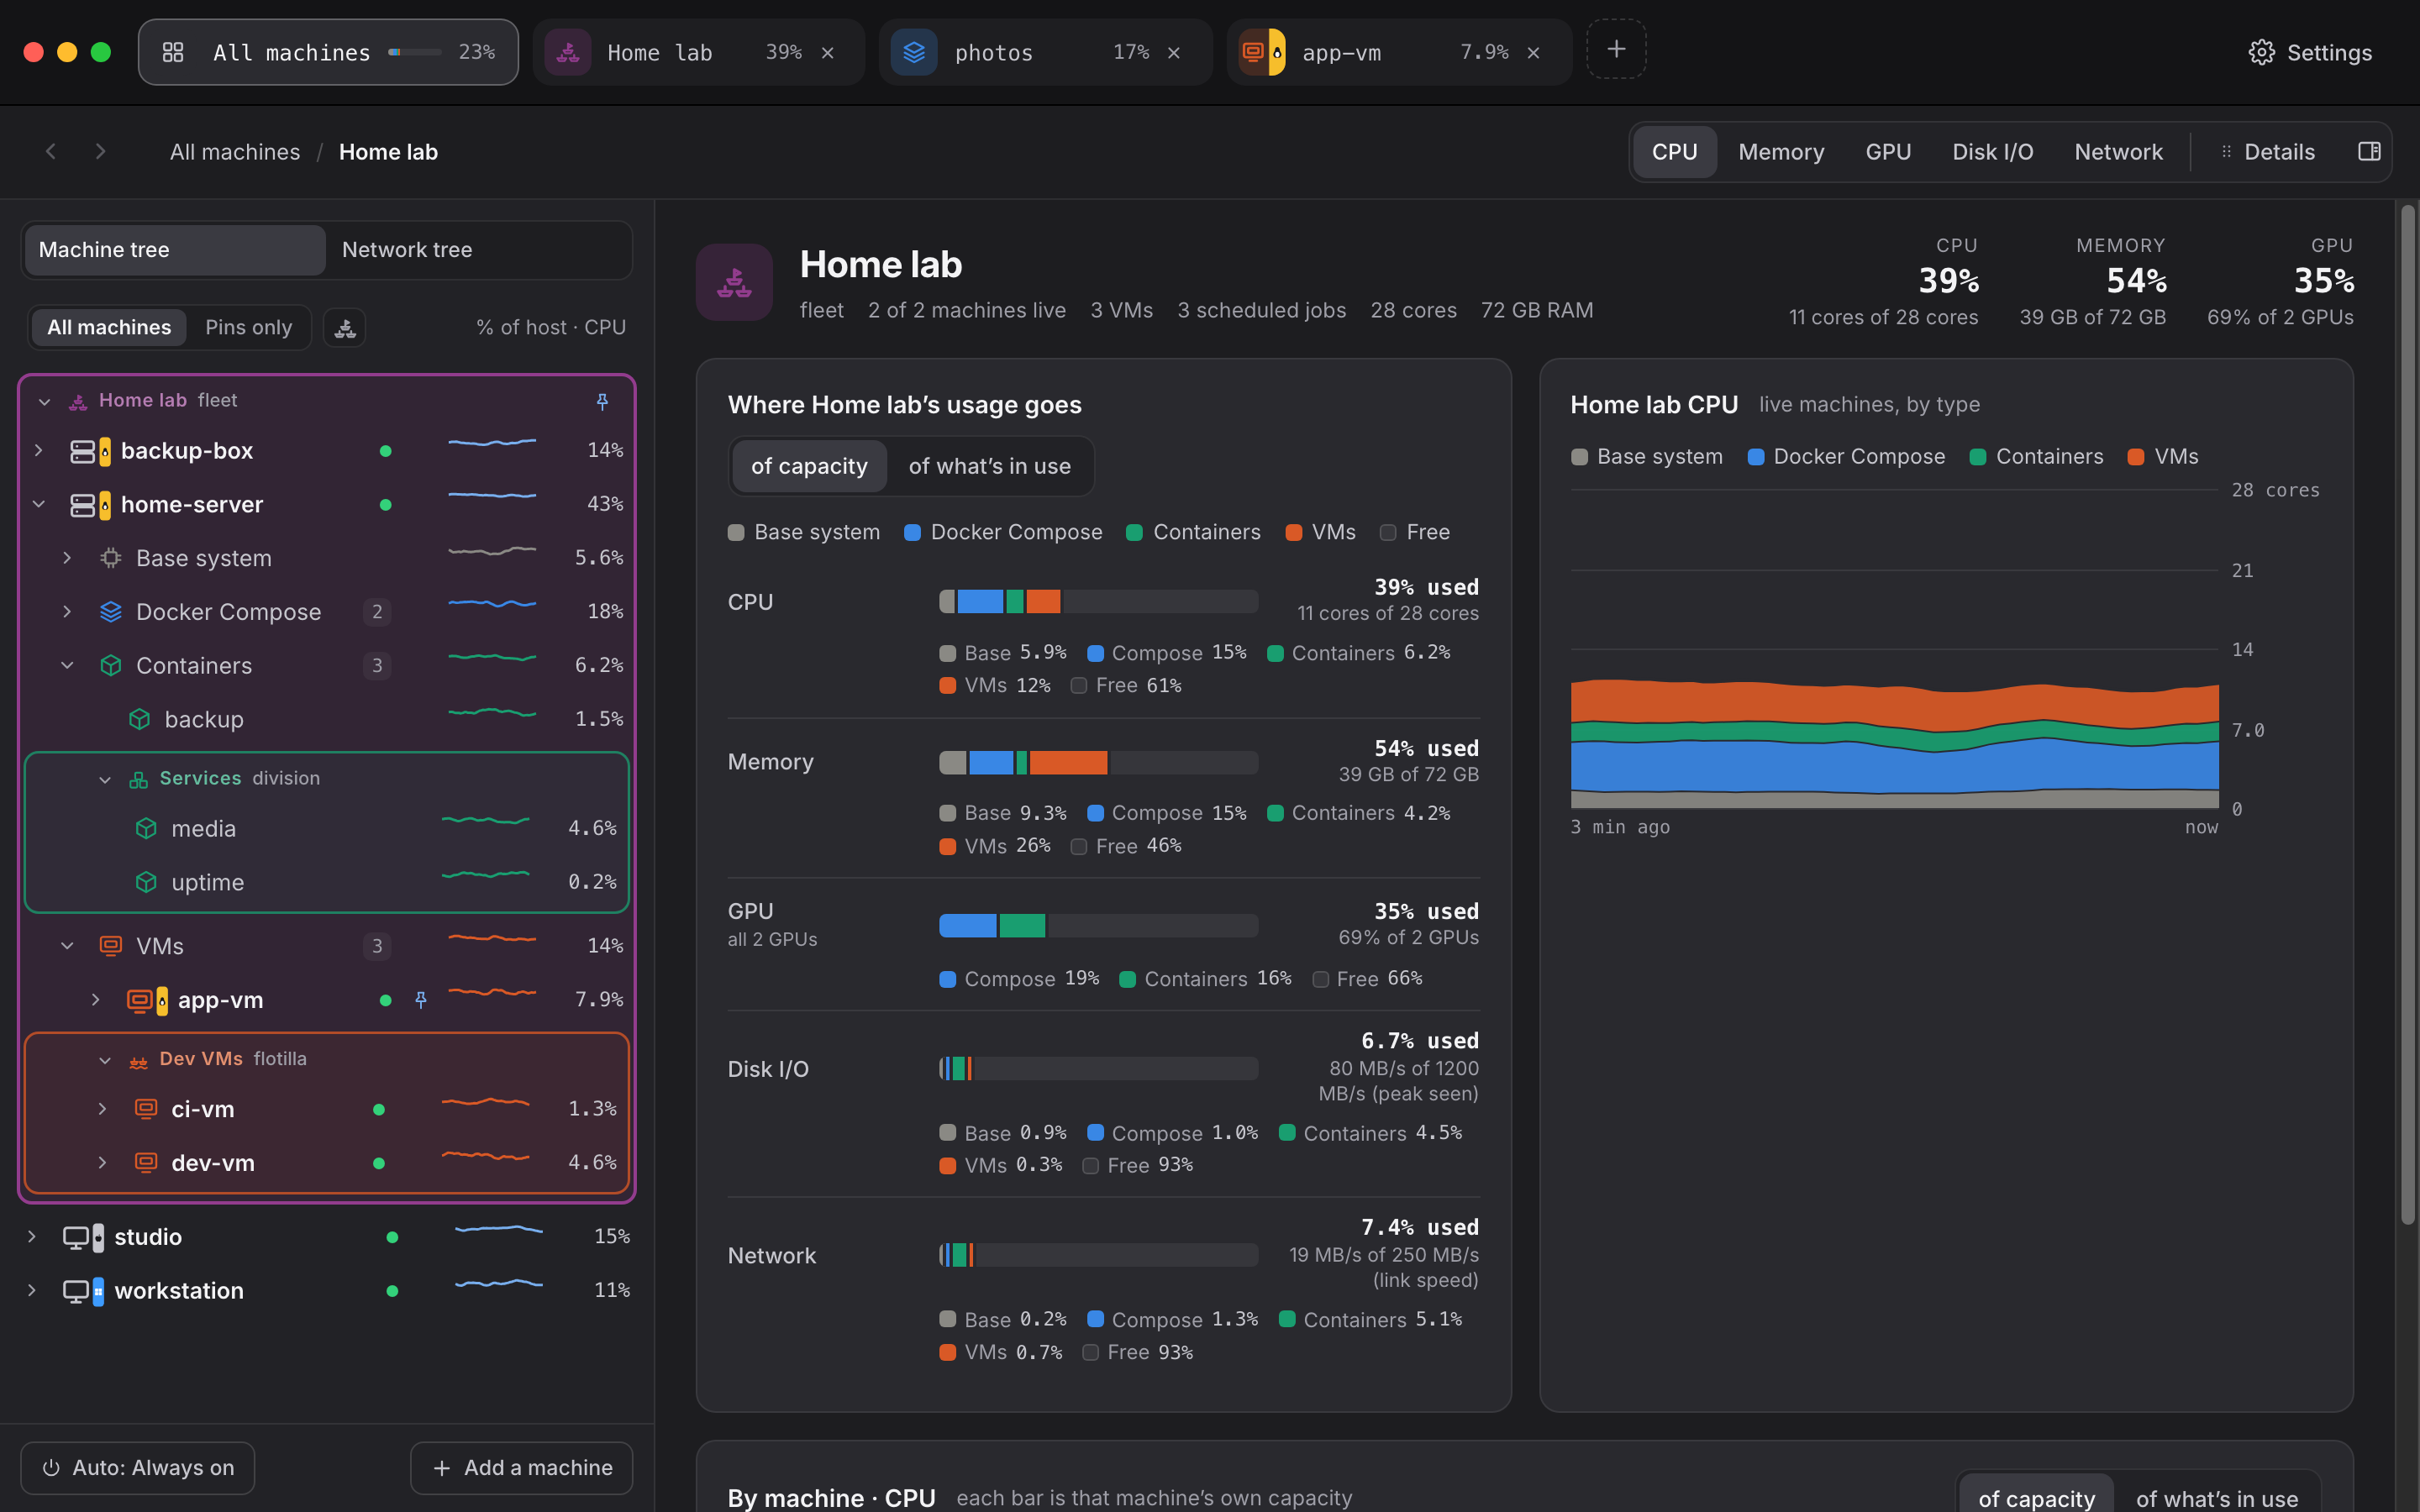 All machines 23%
Home lab 39%
photos 17%
app-vm 7.9%
Settings
All machines / Home lab
CPU Memory GPU Disk I/O Network Details
Machine tree Network tree
All machines Pins only % of host · CPU
Home lab fleet
backup-box 14%
home-server 43%
Base system 5.6%
Docker Compose 2 18%
Containers 3 6.2%
backup 1.5%
Services division
media 4.6%
uptime 0.2%
VMs 3 14%
app-vm 7.9%
Dev VMs flotilla
ci-vm 1.3%
dev-vm 4.6%
studio 15%
workstation 11%
Auto: Always on
Add a machine
Home lab
fleet 2 of 2 machines live 3 VMs 3 scheduled jobs 28 cores 72 GB RAM
CPU
39%
11 cores of 28 cores
MEMORY
54%
39 GB of 72 GB
GPU
35%
69% of 2 GPUs
Where Home lab’s usage goes
of capacity of what’s in use
Base system Docker Compose Containers VMs Free
CPU
39% used
11 cores of 28 cores
Base 5.9% Compose 15% Containers 6.2%
VMs 12% Free 61%
Memory
54% used
39 GB of 72 GB
Base 9.3% Compose 15% Containers 4.2%
VMs 26% Free 46%
GPU
all 2 GPUs
35% used
69% of 2 GPUs
Compose 19% Containers 16% Free 66%
Disk I/O
6.7% used
80 MB/s of 1200
MB/s (peak seen)
Base 0.9% Compose 1.0% Containers 4.5%
VMs 0.3% Free 93%
Network
7.4% used
19 MB/s of 250 MB/s
(link speed)
Base 0.2% Compose 1.3% Containers 5.1%
VMs 0.7% Free 93%
Home lab CPU live machines, by type
Base system Docker Compose Containers VMs
28 cores
21
14
7.0
0
3 min ago now
By machine · CPU each bar is that machine’s own capacity
of capacity of what’s in use